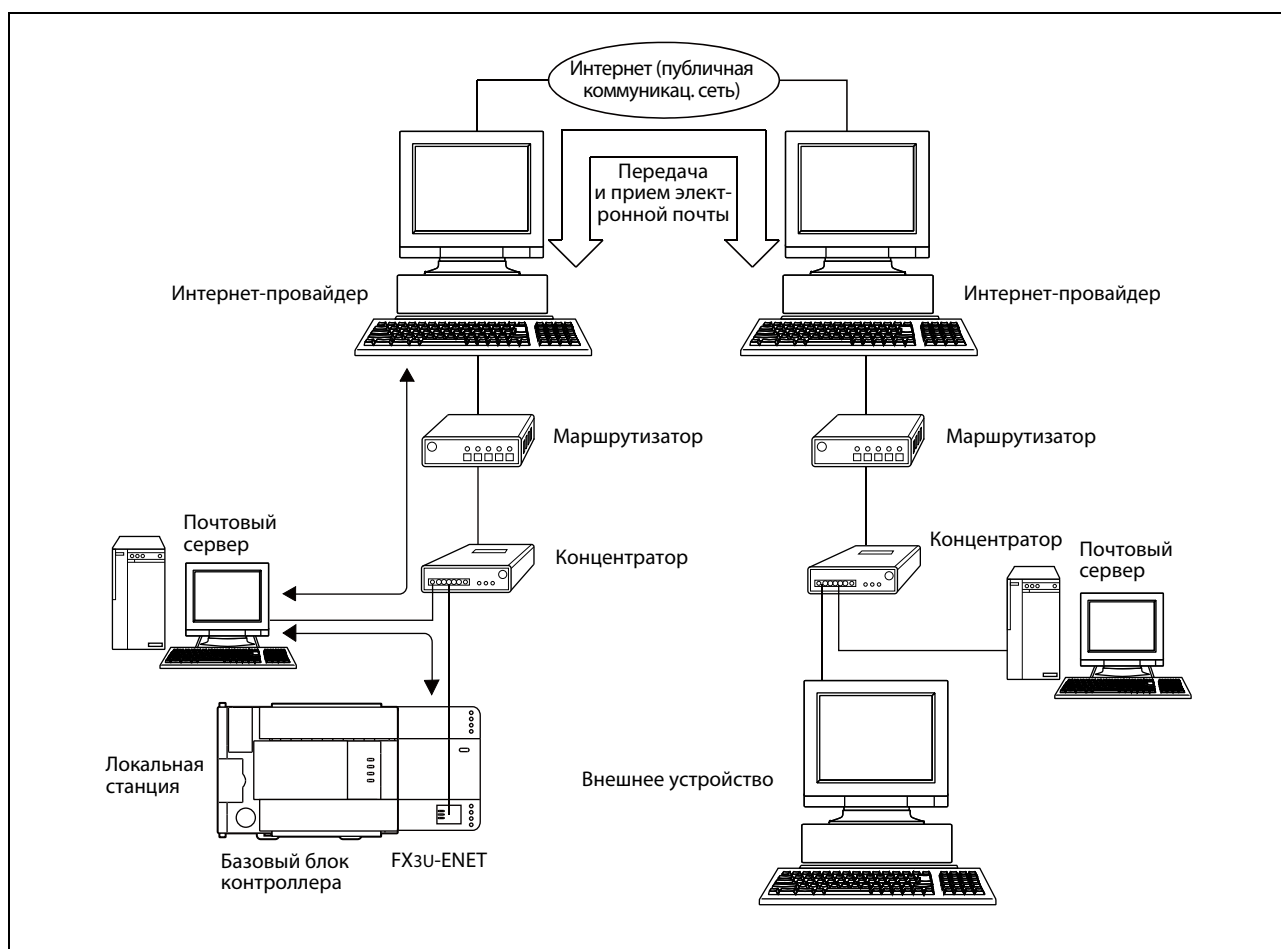 Интернет (публичная
коммуникац. сеть)
Передача
и прием элект-
ронной почты
Интернет-провайдер
Интернет-провайдер
Маршрутизатор
Маршрутизатор
Почтовый
сервер
Концентратор
Концентратор
Почтовый
сервер
Локальная
станция
Внешнее устройство
Базовый блок
контроллера
FX3U-ENET